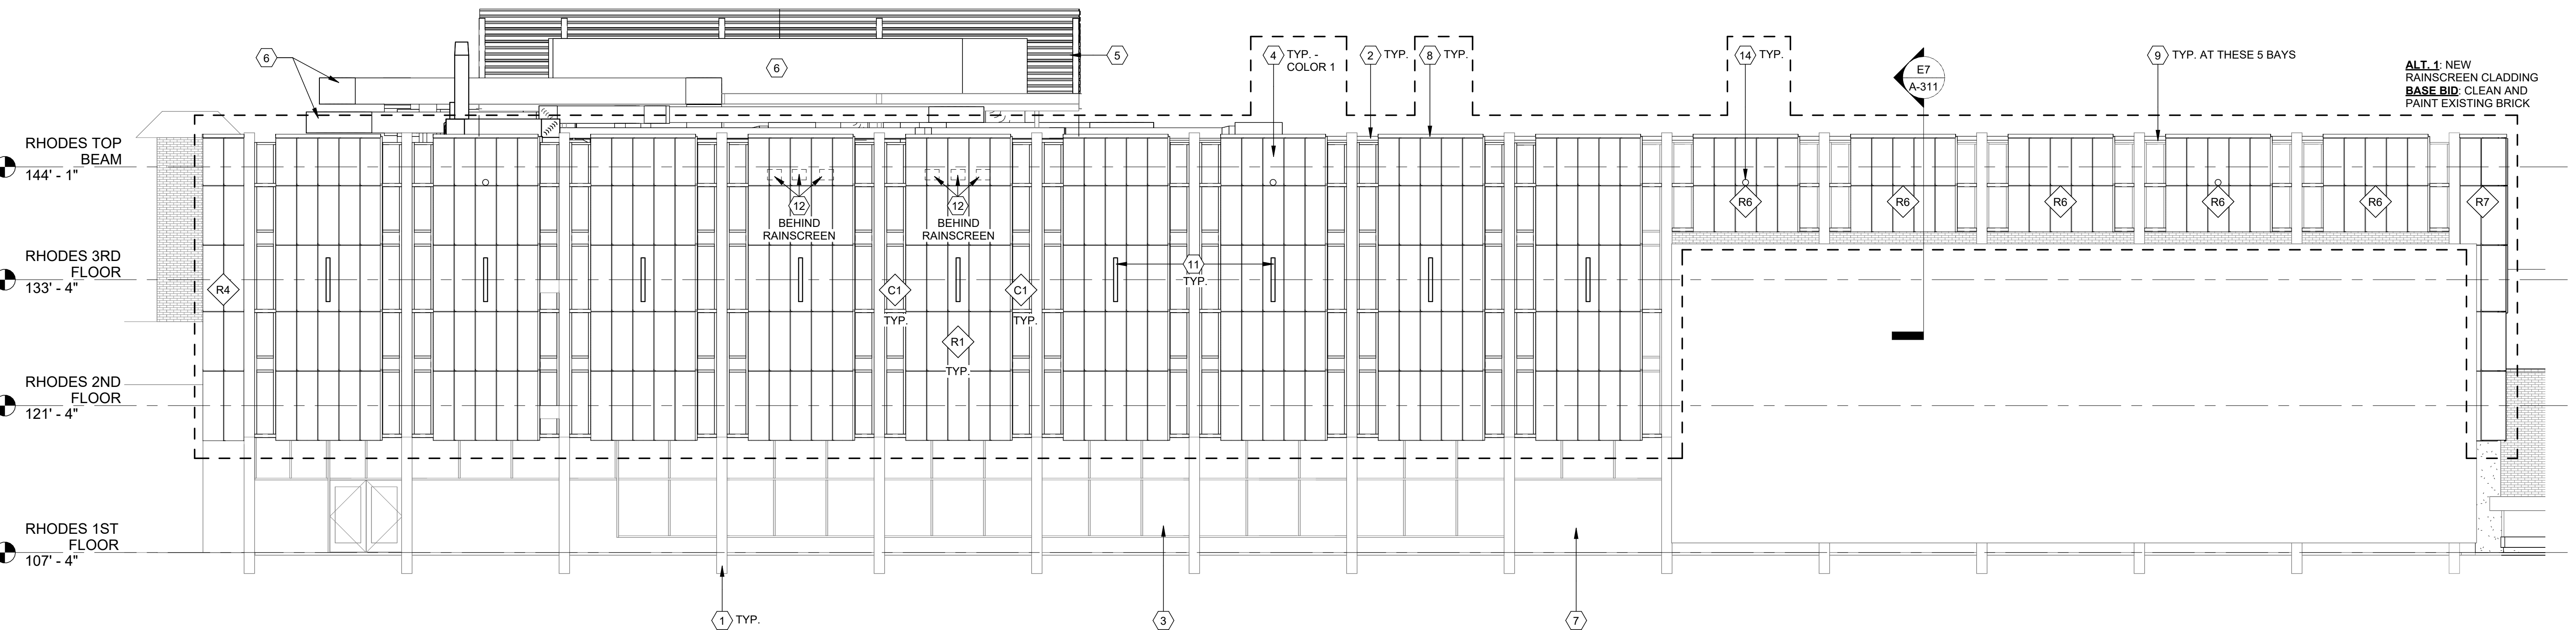 6
6
5
4
TYP. -
COLOR 1
2 TYP.
8 TYP.
14 TYP.
E7
A-311
9 TYP. AT THESE 5 BAYS
ALT. 1: NEW
RAINSCREEN CLADDING
BASE BID: CLEAN AND
PAINT EXISTING BRICK
RHODES TOP
BEAM
144' - 1"
12
BEHIND
RAINSCREEN
12
BEHIND
RAINSCREEN
R6
R6
R6
R6
R6
R7
RHODES 3RD
FLOOR
133' - 4"
R4
C1
TYP.
C1
TYP.
11
TYP.
R1
TYP.
RHODES 2ND
FLOOR
121' - 4"
RHODES 1ST
FLOOR
107' - 4"
1 TYP.
3
7